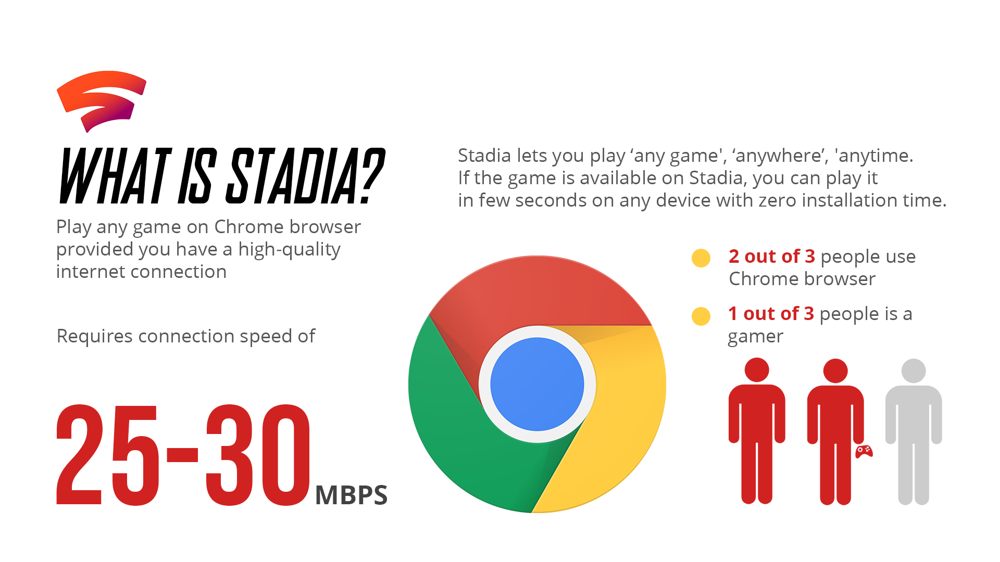 WHAT IS STADIA?
Play any game on Chrome browser
provided you have a high-quality
internet connection
Requires connection speed of
25-30 MBPS
Stadia lets you play ‘any game', ‘anywhere’, 'anytime.
If the game is available on Stadia, you can play it
in few seconds on any device with zero installation time.
2 out of 3 people use
Chrome browser
1 out of 3 people is a
gamer